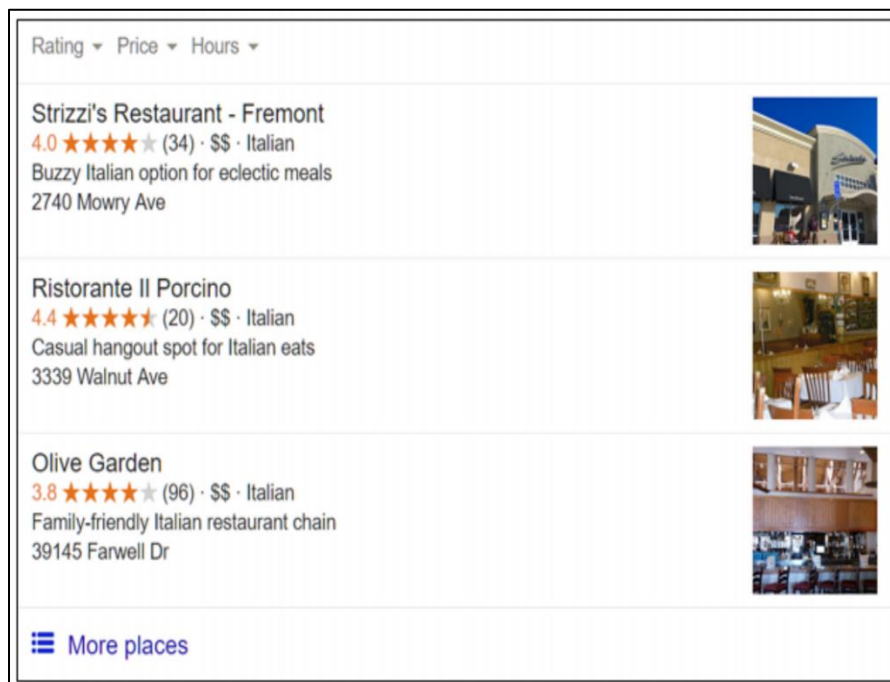 Rating Price Hours
Strizzi's Restaurant - Fremont
4.0 (34) · $$ · Italian
Buzzy Italian option for eclectic meals
2740 Mowry Ave
Ristorante Il Porcino
4.4 (20) · $$ · Italian
Casual hangout spot for Italian eats
3339 Walnut Ave
Olive Garden
3.8 (96) · $$ · Italian
Family-friendly Italian restaurant chain
39145 Farwell Dr
More places